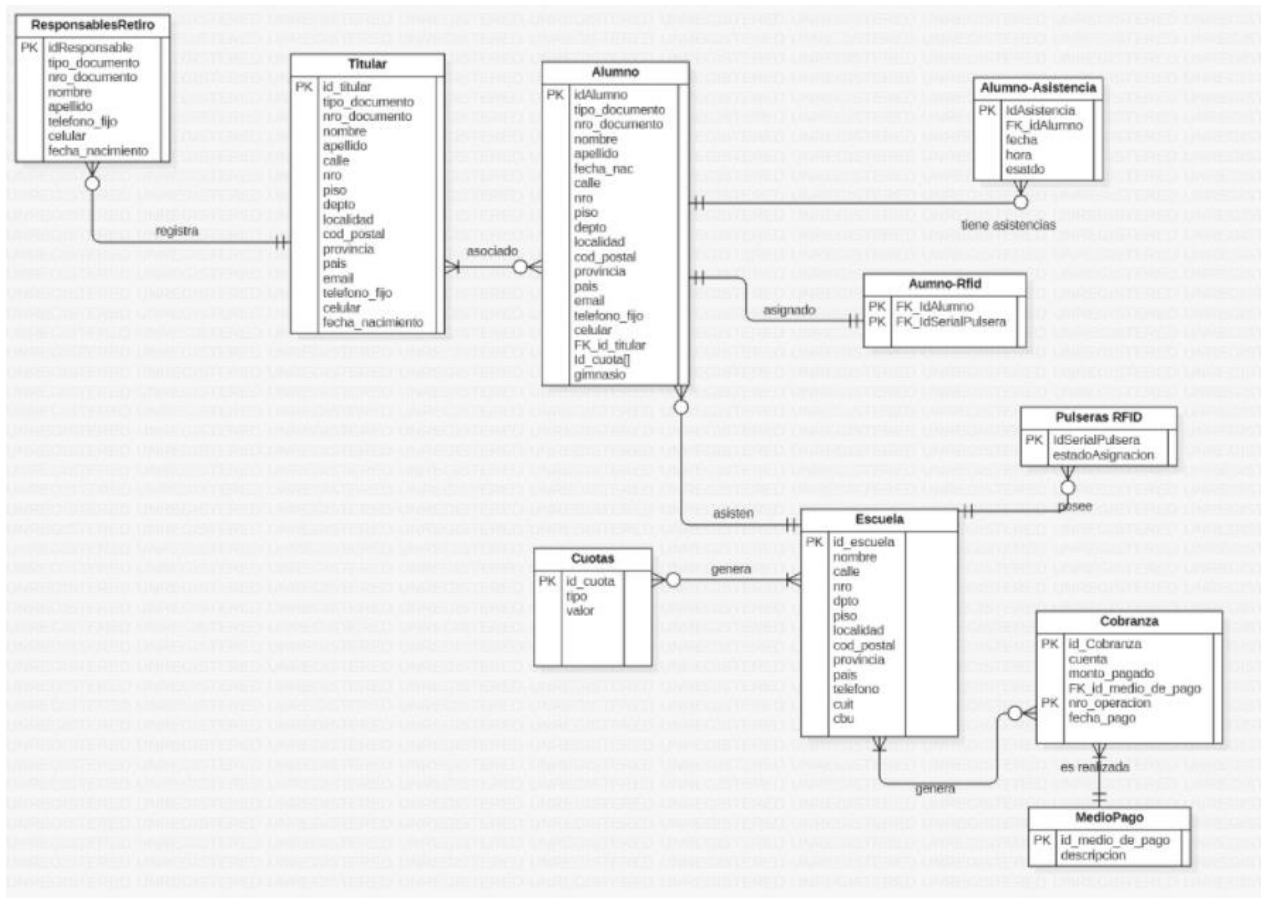 ResponsablesRetiro
PK idResponsable
tipo_documento
nro_documento
nombre
apellido
telefono_fijo
celular
fecha_nacimiento
registra
Titular
PK id_titular
tipo_documento
nro_documento
nombre
apellido
calle
nro
piso
depto
localidad
cod_postal
provincia
pais
email
telefono_fijo
celular
fecha_nacimiento
asociado
Alumno
PK idAlumno
tipo_documento
nro_documento
nombre
apellido
fecha_nac
calle
nro
piso
depto
localidad
cod_postal
provincia
pais
email
telefono_fijo
celular
FK_id_titular
Id_cuota[]
gimnasio
Alumno-Asistencia
PK IdAsistencia
FK_idAlumno
fecha
hora
esatdo
tiene asistencias
asignado
Aumno-Rfid
PK FK_IdAlumno
PK FK_IdSerialPulsera
Pulseras RFID
PK IdSerialPulsera
estadoAsignacion
posee
asisten
Escuela
PK id_escuela
nombre
calle
nro
dpto
piso
localidad
cod_postal
provincia
pais
telefono
cuit
cbu
Cuotas
PK id_cuota
tipo
valor
genera
Cobranza
PK id_Cobranza
cuenta
monto_pagado
FK_id_medio_de_pago
PK nro_operacion
fecha_pago
genera
es realizada
MedioPago
PK id_medio_de_pago
descripcion
UNREGISTERED